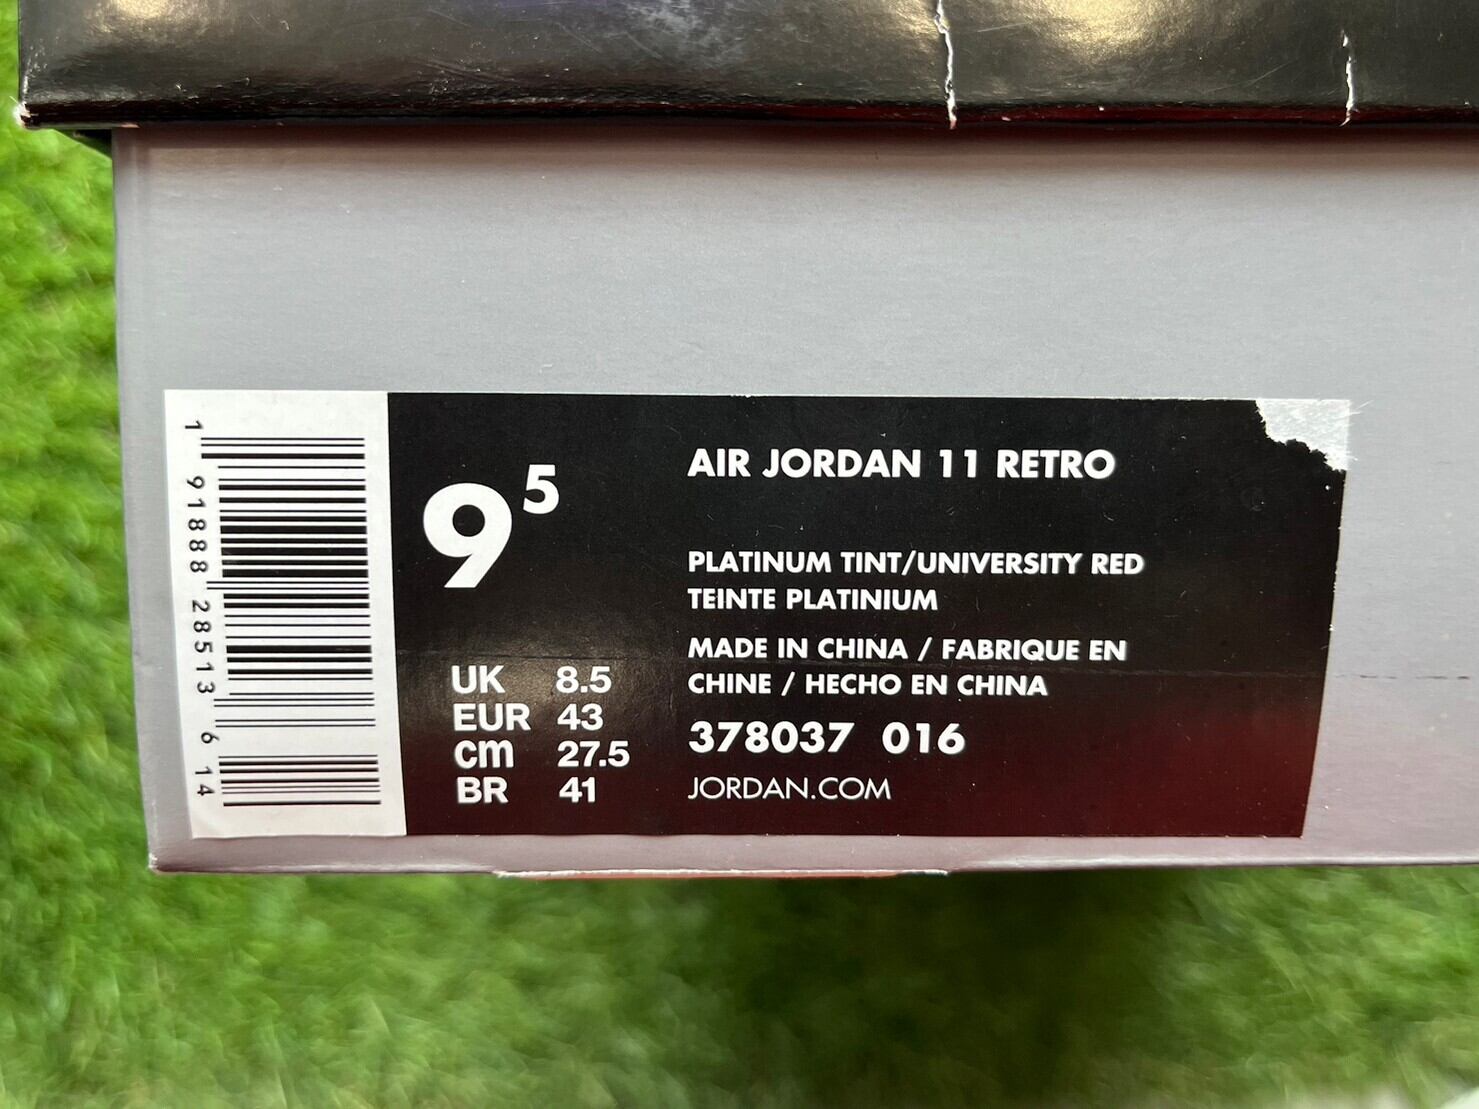 1 91888 28513 6 14
9 5
UK 8.5
EUR 43
cm 27.5
BR 41
AIR JORDAN 11 RETRO
PLATINUM TINT/UNIVERSITY RED
TEINTE PLATINIUM
MADE IN CHINA / FABRIQUE EN
CHINE / HECHO EN CHINA
378037 016
JORDAN.COM